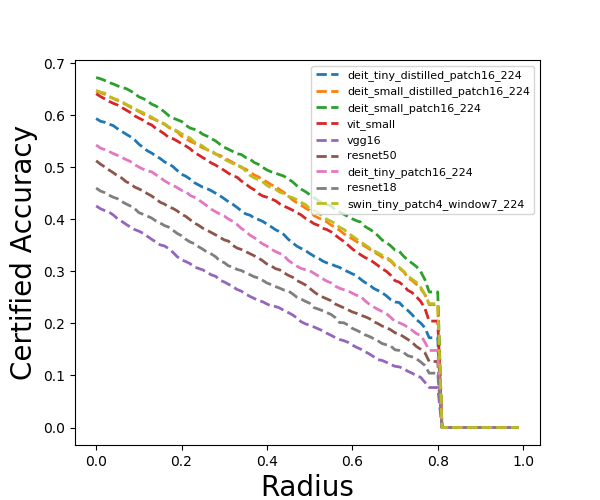 0.7
0.6
0.5
0.4
0.3
0.2
0.1
0.0
Certified Accuracy
deit_tiny_distilled_patch16_224
deit_small_distilled_patch16_224
deit_small_patch16_224
vit_small
vgg16
resnet50
deit_tiny_patch16_224
resnet18
swin_tiny_patch4_window7_224
0.0 0.2 0.4 0.6 0.8 1.0
Radius